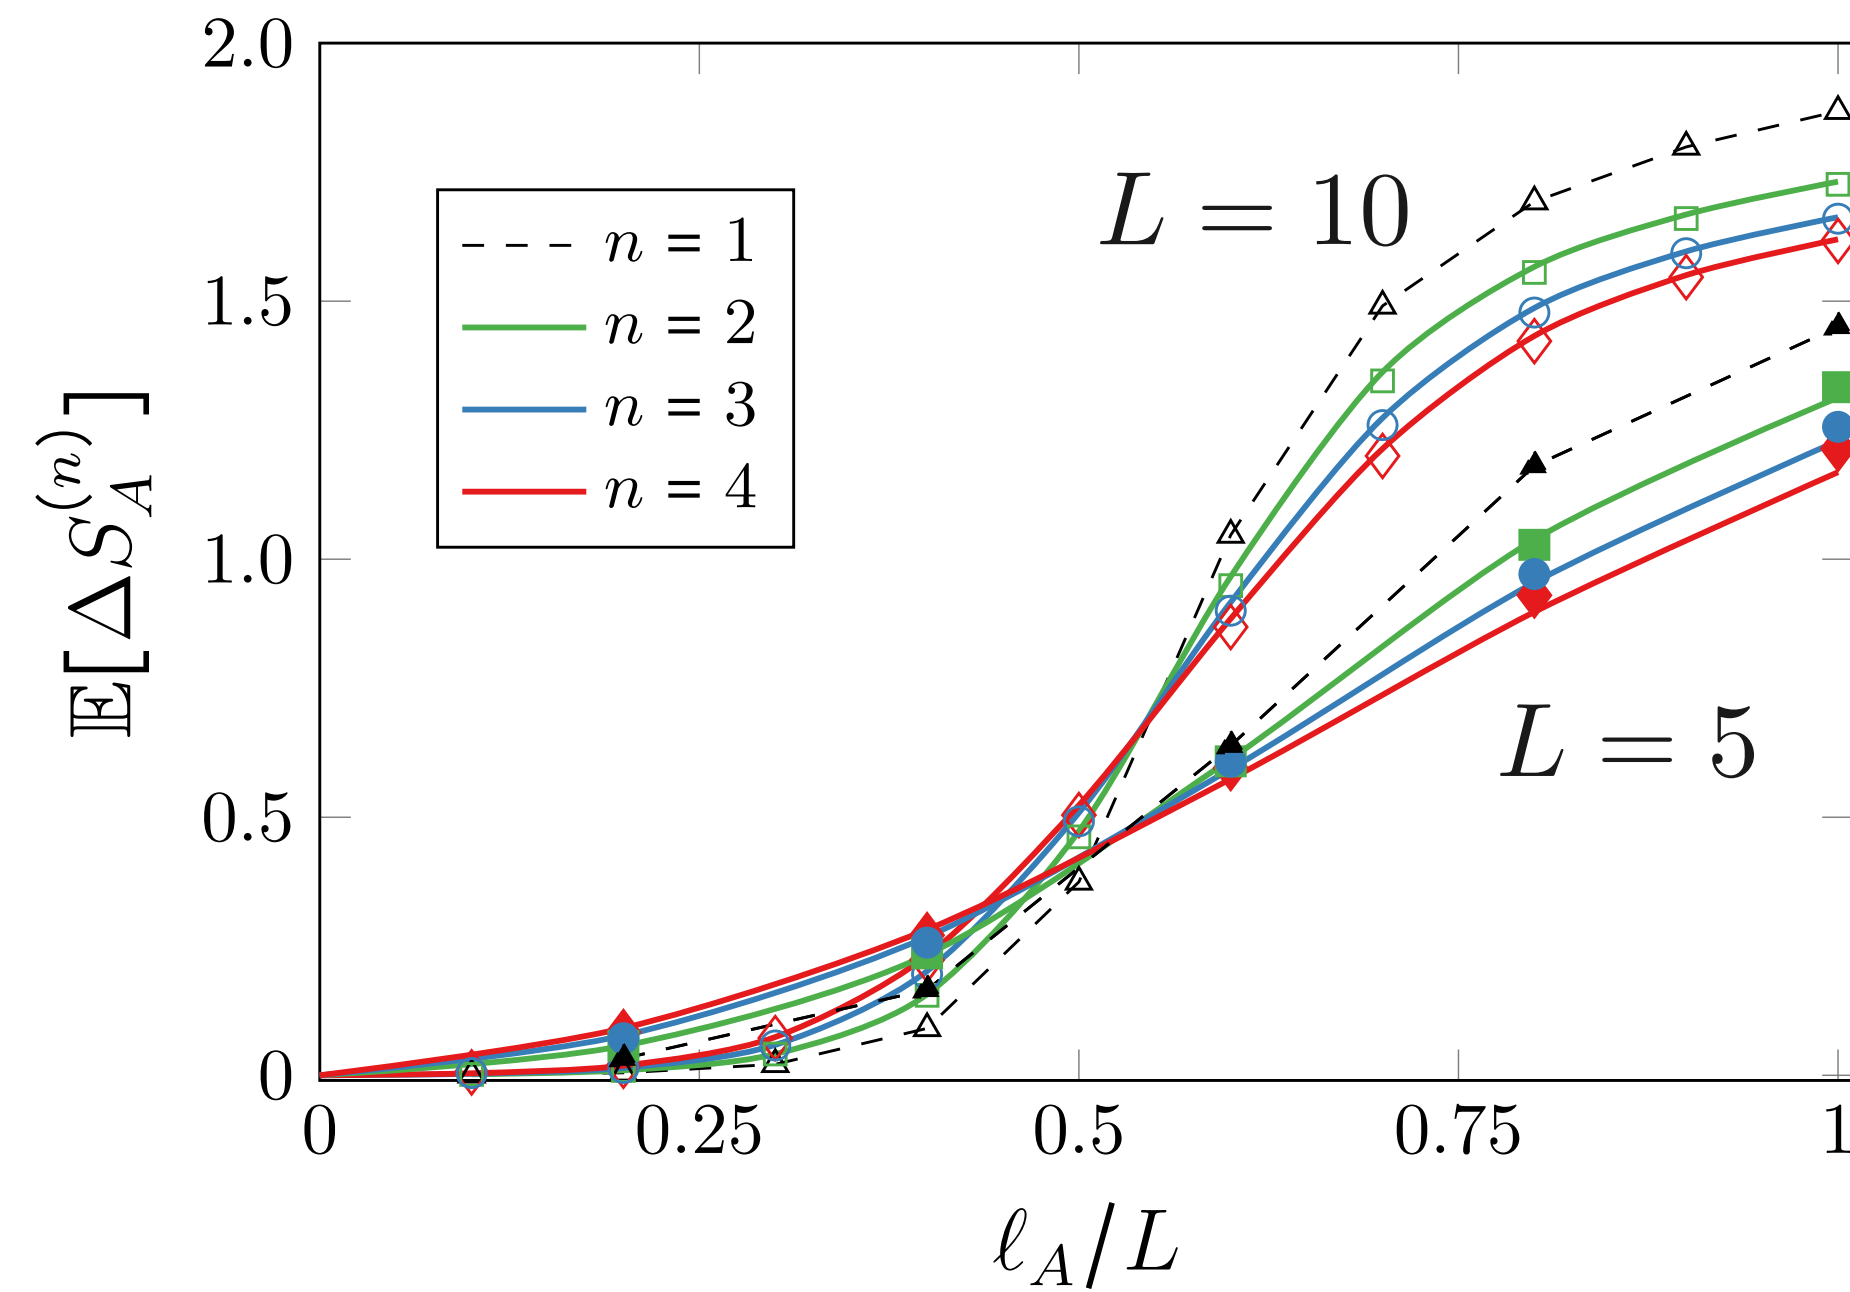 2.0
1.5
1.0
0.5
0
𝔼[ΔS_A^{(n)}]
n = 1
n = 2
n = 3
n = 4
L = 10
L = 5
0 0.25 0.5 0.75 1
ℓ_A/L